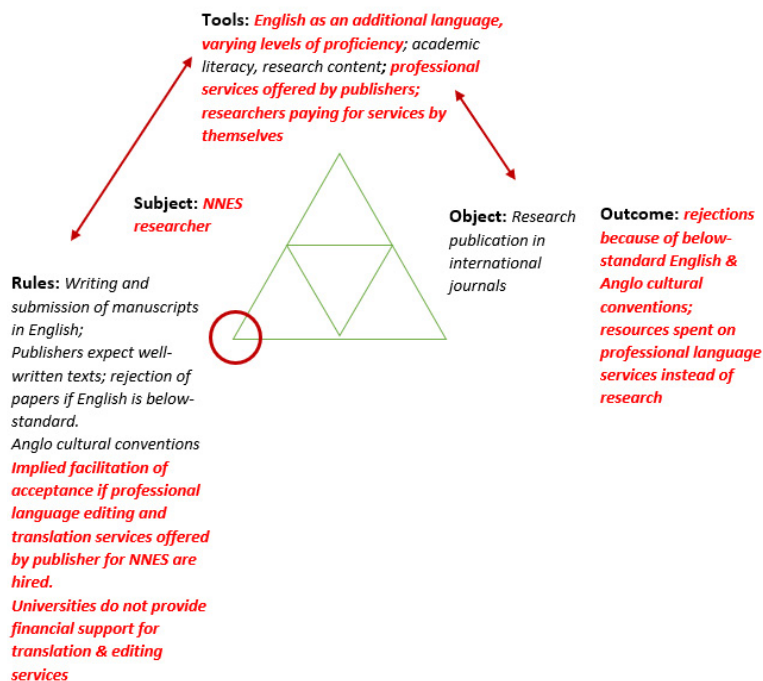 Tools: English as an additional language,
varying levels of proficiency; academic
literacy, research content; professional
services offered by publishers;
researchers paying for services by
themselves
Subject: NNES
researcher
Object: Research
publication in
international
journals
Outcome: rejections
because of below-
standard English &
Anglo cultural
conventions;
resources spent on
professional language
services instead of
research
Rules: Writing and
submission of manuscripts
in English;
Publishers expect well-
written texts; rejection of
papers if English is below-
standard.
Anglo cultural conventions
Implied facilitation of
acceptance if professional
language editing and
translation services offered
by publisher for NNES are
hired.
Universities do not provide
financial support for
translation & editing
services